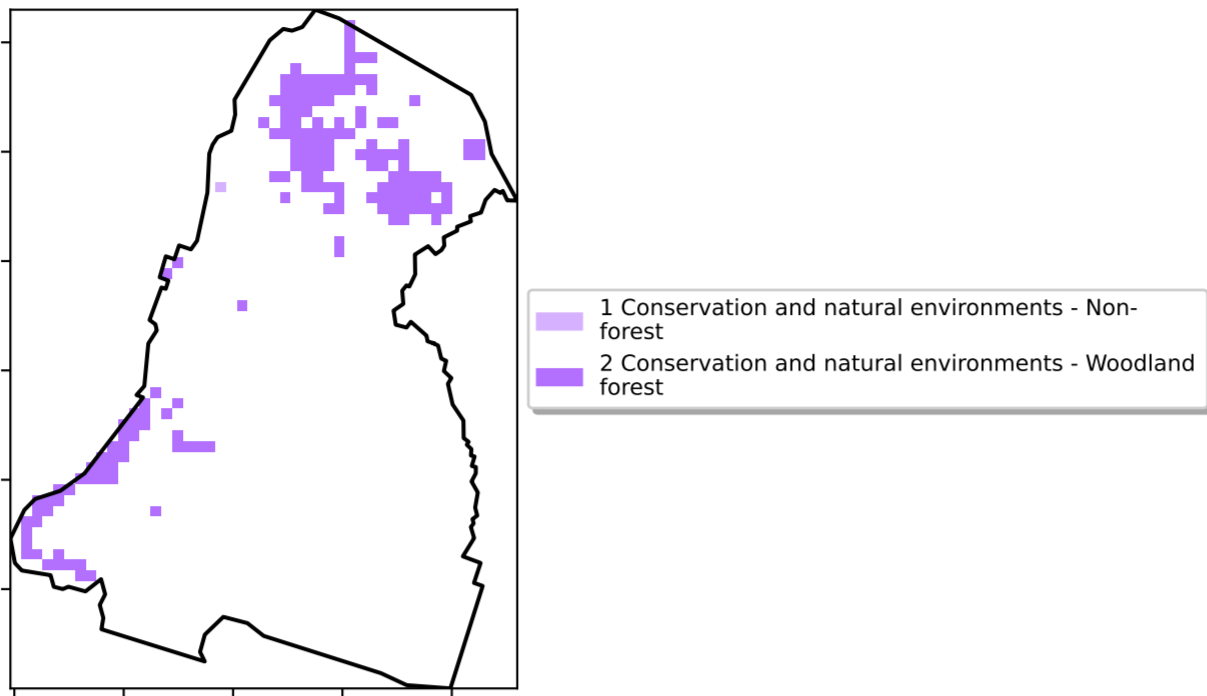 1 Conservation and natural environments - Non-
forest
2 Conservation and natural environments - Woodland
forest